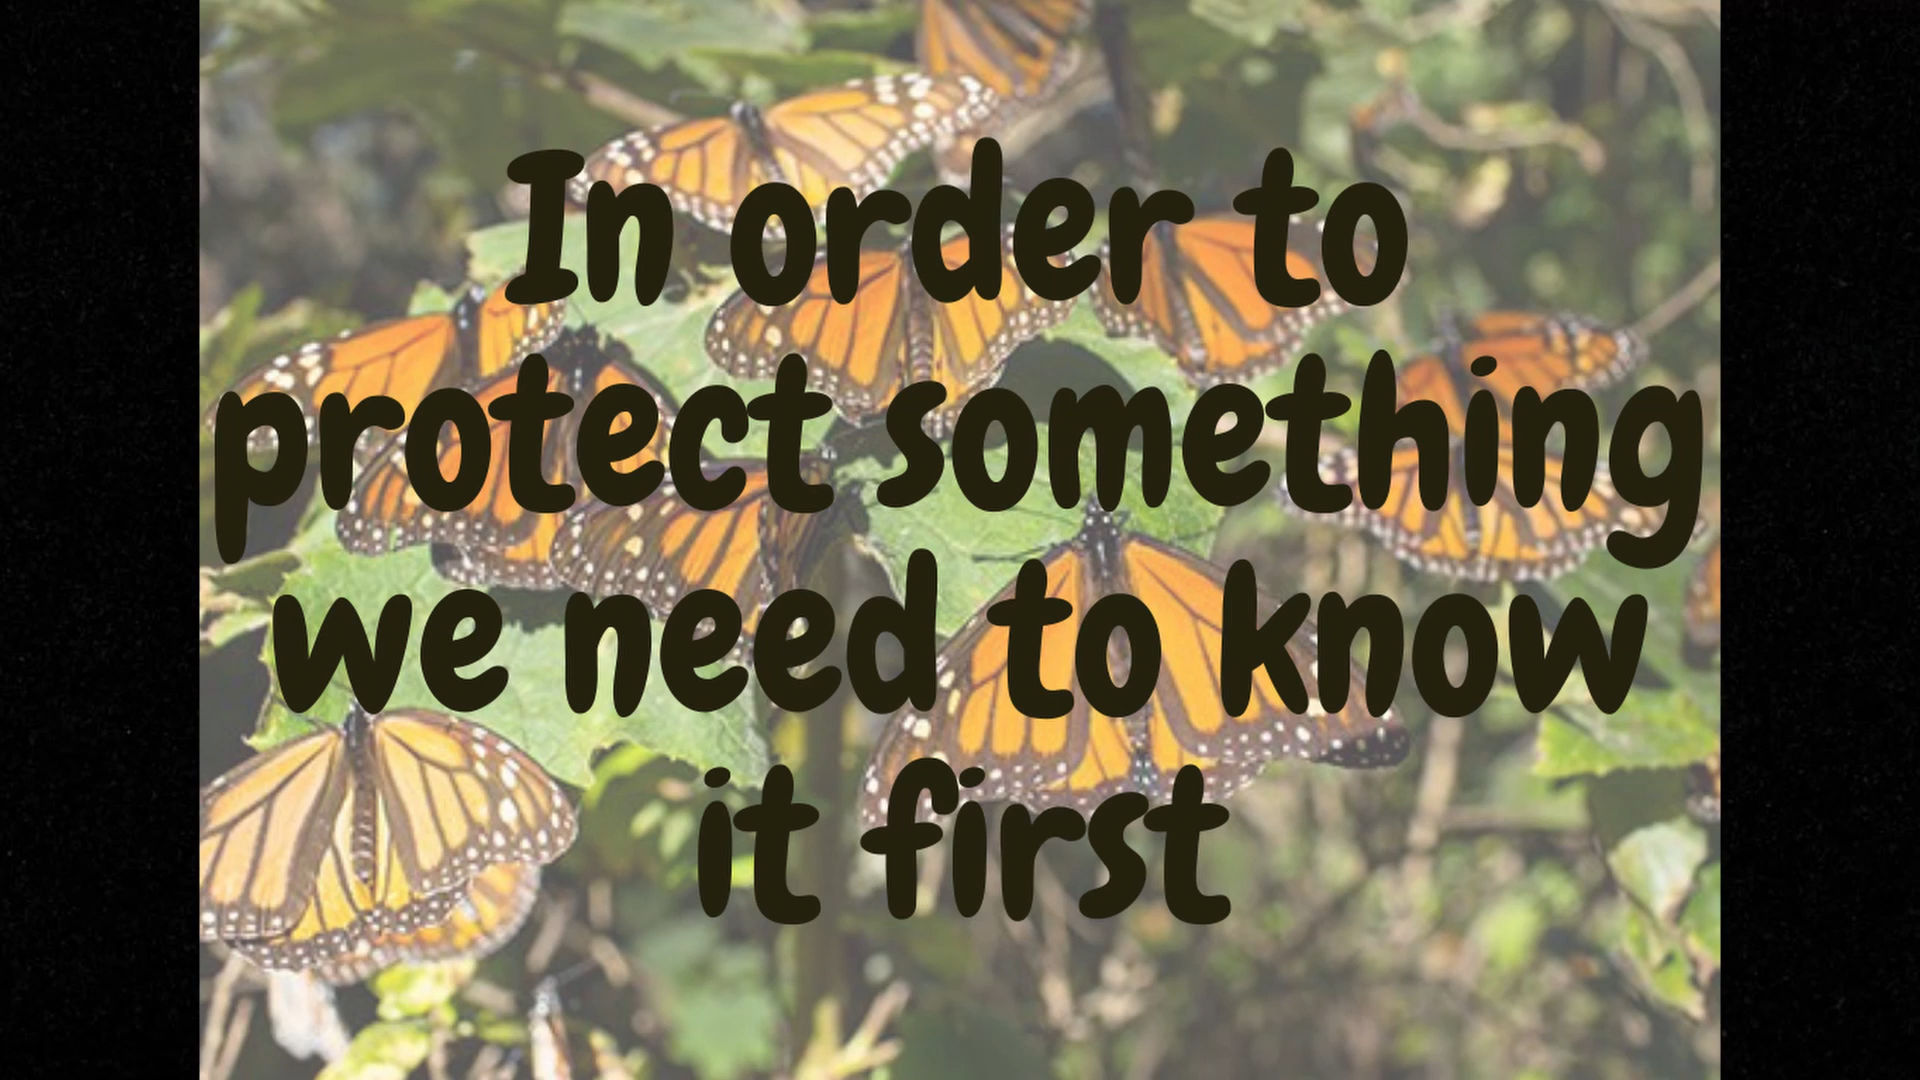 In order to
protect something
we need to know
it first